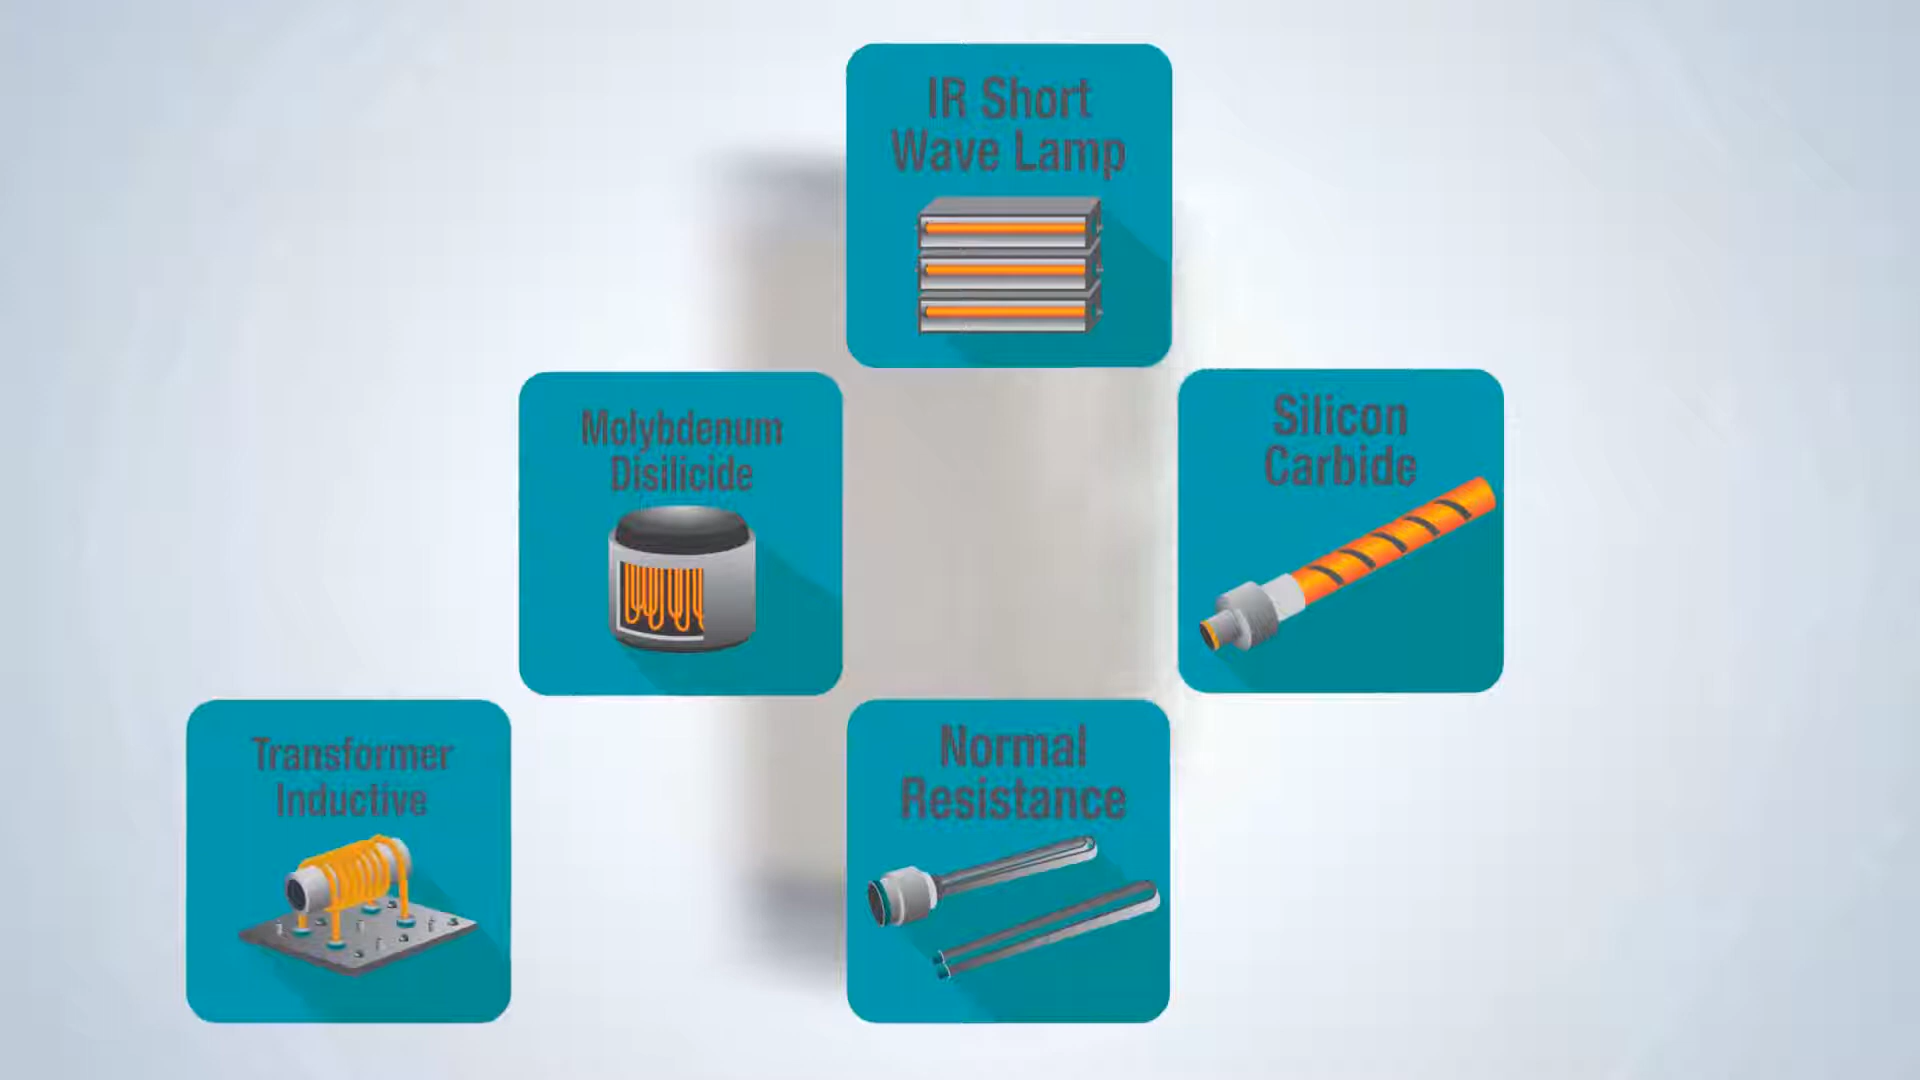 IR Short
Wave Lamp
Molybdenum
Disilicide
Silicon
Carbide
Transformer
Inductive
Normal
Resistance